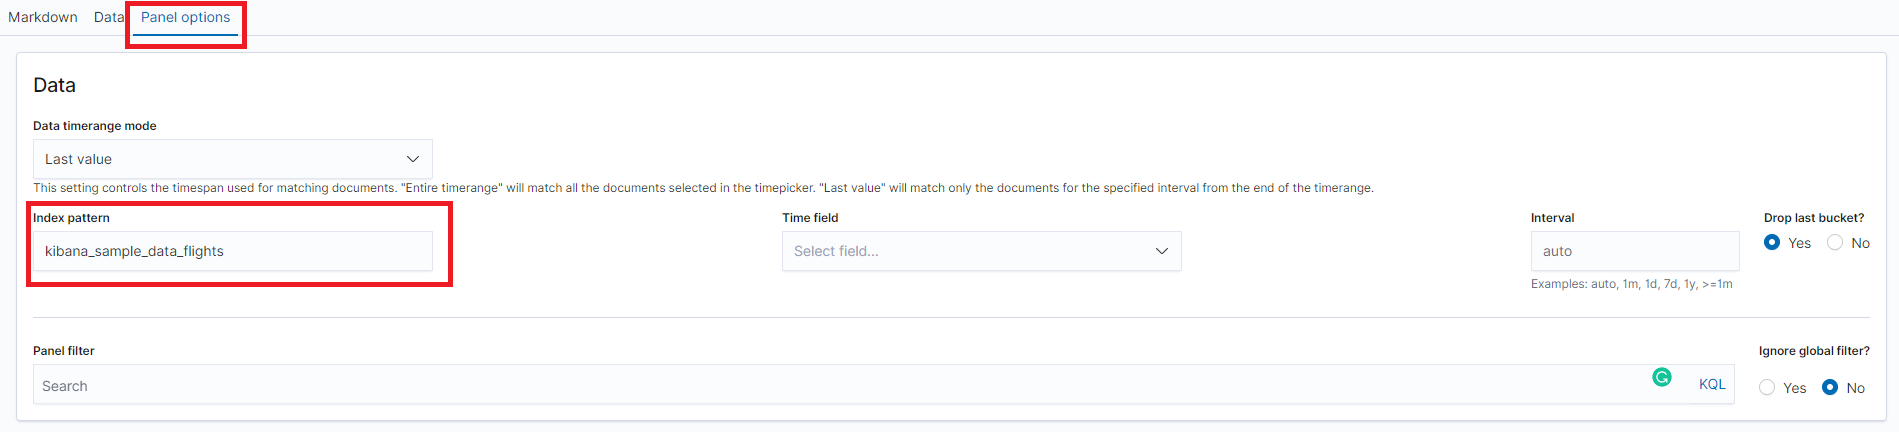 Markdown Data Panel options
Data
Data timerange mode
Last value
This setting controls the timespan used for matching documents. "Entire timerange" will match all the documents selected in the timepicker. "Last value" will match only the documents for the specified interval from the end of the timerange.
Index pattern Time field Interval Drop last bucket?
kibana_sample_data_flights Select field... auto Yes No
Examples: auto, 1m, 1d, 7d, 1y, >=1m
Panel filter Ignore global filter?
Search KQL Yes No